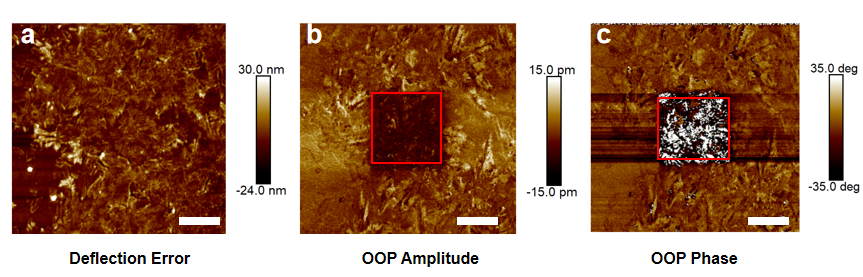 a
30.0 nm
-24.0 nm
b
15.0 pm
-15.0 pm
c
35.0 deg
-35.0 deg
Deflection Error
OOP Amplitude
OOP Phase